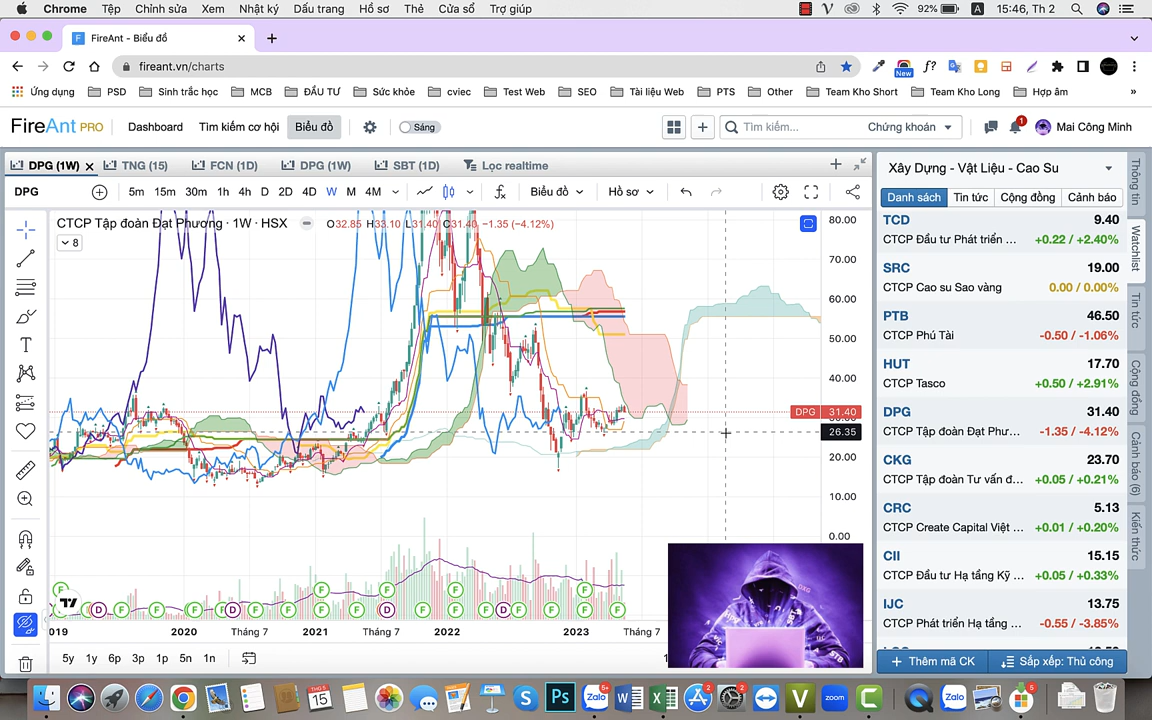 Chrome Tệp Chỉnh sửa Xem Nhật ký Dấu trang Hồ sơ Thẻ Cửa sổ Trợ giúp 92% A 15:46, Th 2
FireAnt - Biểu đồ
fireant.vn/charts New
Ứng dụng PSD Sinh trắc học MCB ĐẦU TƯ Sức khỏe cviec Test Web SEO Tài liệu Web PTS Other Team Kho Short Team Kho Long Hợp âm »
FireAnt PRO Dashboard Tìm kiếm cơ hội Biểu đồ Sáng Tìm kiếm... Chứng khoán 1 Mai Công Minh
DPG (1W) TNG (15) FCN (1D) DPG (1W) SBT (1D) Lọc realtime
DPG 5m 15m 30m 1h 4h D 2D 4D W M 4M Biểu đồ Hồ sơ
CTCP Tập đoàn Đạt Phương · 1W · HSX O32.85 H33.10 L31.40 C31.40 −1.35 (−4.12%)
8
80.00
70.00
60.00
50.00
40.00
DPG 31.40
26.35
20.00
10.00
0.00
F F F F F
D F F F D F F F F D F F F D F F F F
2019 2020 Tháng 7 2021 Tháng 7 2022 2023 Tháng 7
5y 1y 6p 3p 1p 5n 1n
Xây Dựng - Vật Liệu - Cao Su
Danh sách Tin tức Cộng đồng Cảnh báo
TCD 9.40
CTCP Đầu tư Phát triển ... +0.22 / +2.40%
SRC 19.00
CTCP Cao su Sao vàng 0.00 / 0.00%
PTB 46.50
CTCP Phú Tài -0.50 / -1.06%
HUT 17.70
CTCP Tasco +0.50 / +2.91%
DPG 31.40
CTCP Tập đoàn Đạt Phư... -1.35 / -4.12%
CKG 23.70
CTCP Tập đoàn Tư vấn đ... +0.05 / +0.21%
CRC 5.13
CTCP Create Capital Việt ... +0.01 / +0.20%
CII 15.15
CTCP Đầu tư Hạ tầng Kỹ ... +0.05 / +0.33%
IJC 13.75
CTCP Phát triển Hạ tầng ... -0.55 / -3.85%
Thêm mã CK Sắp xếp: Thủ công
Thông tin
Watchlist
Tin tức
Cộng đồng
Cảnh báo (6)
Kiến thức
15 Zalo zoom Zalo